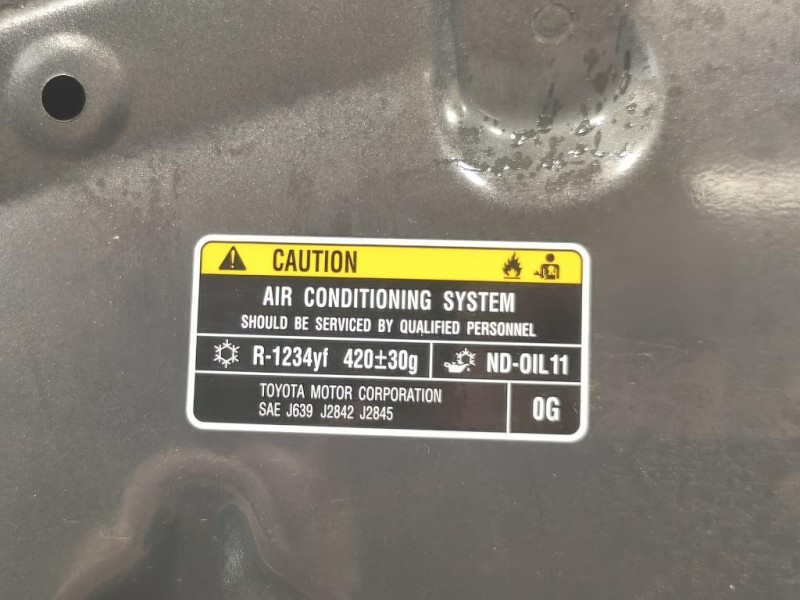 CAUTION
AIR CONDITIONING SYSTEM
SHOULD BE SERVICED BY QUALIFIED PERSONNEL
R-1234yf 420±30g ND-OIL11
TOYOTA MOTOR CORPORATION
SAE J639 J2842 J2845
0G